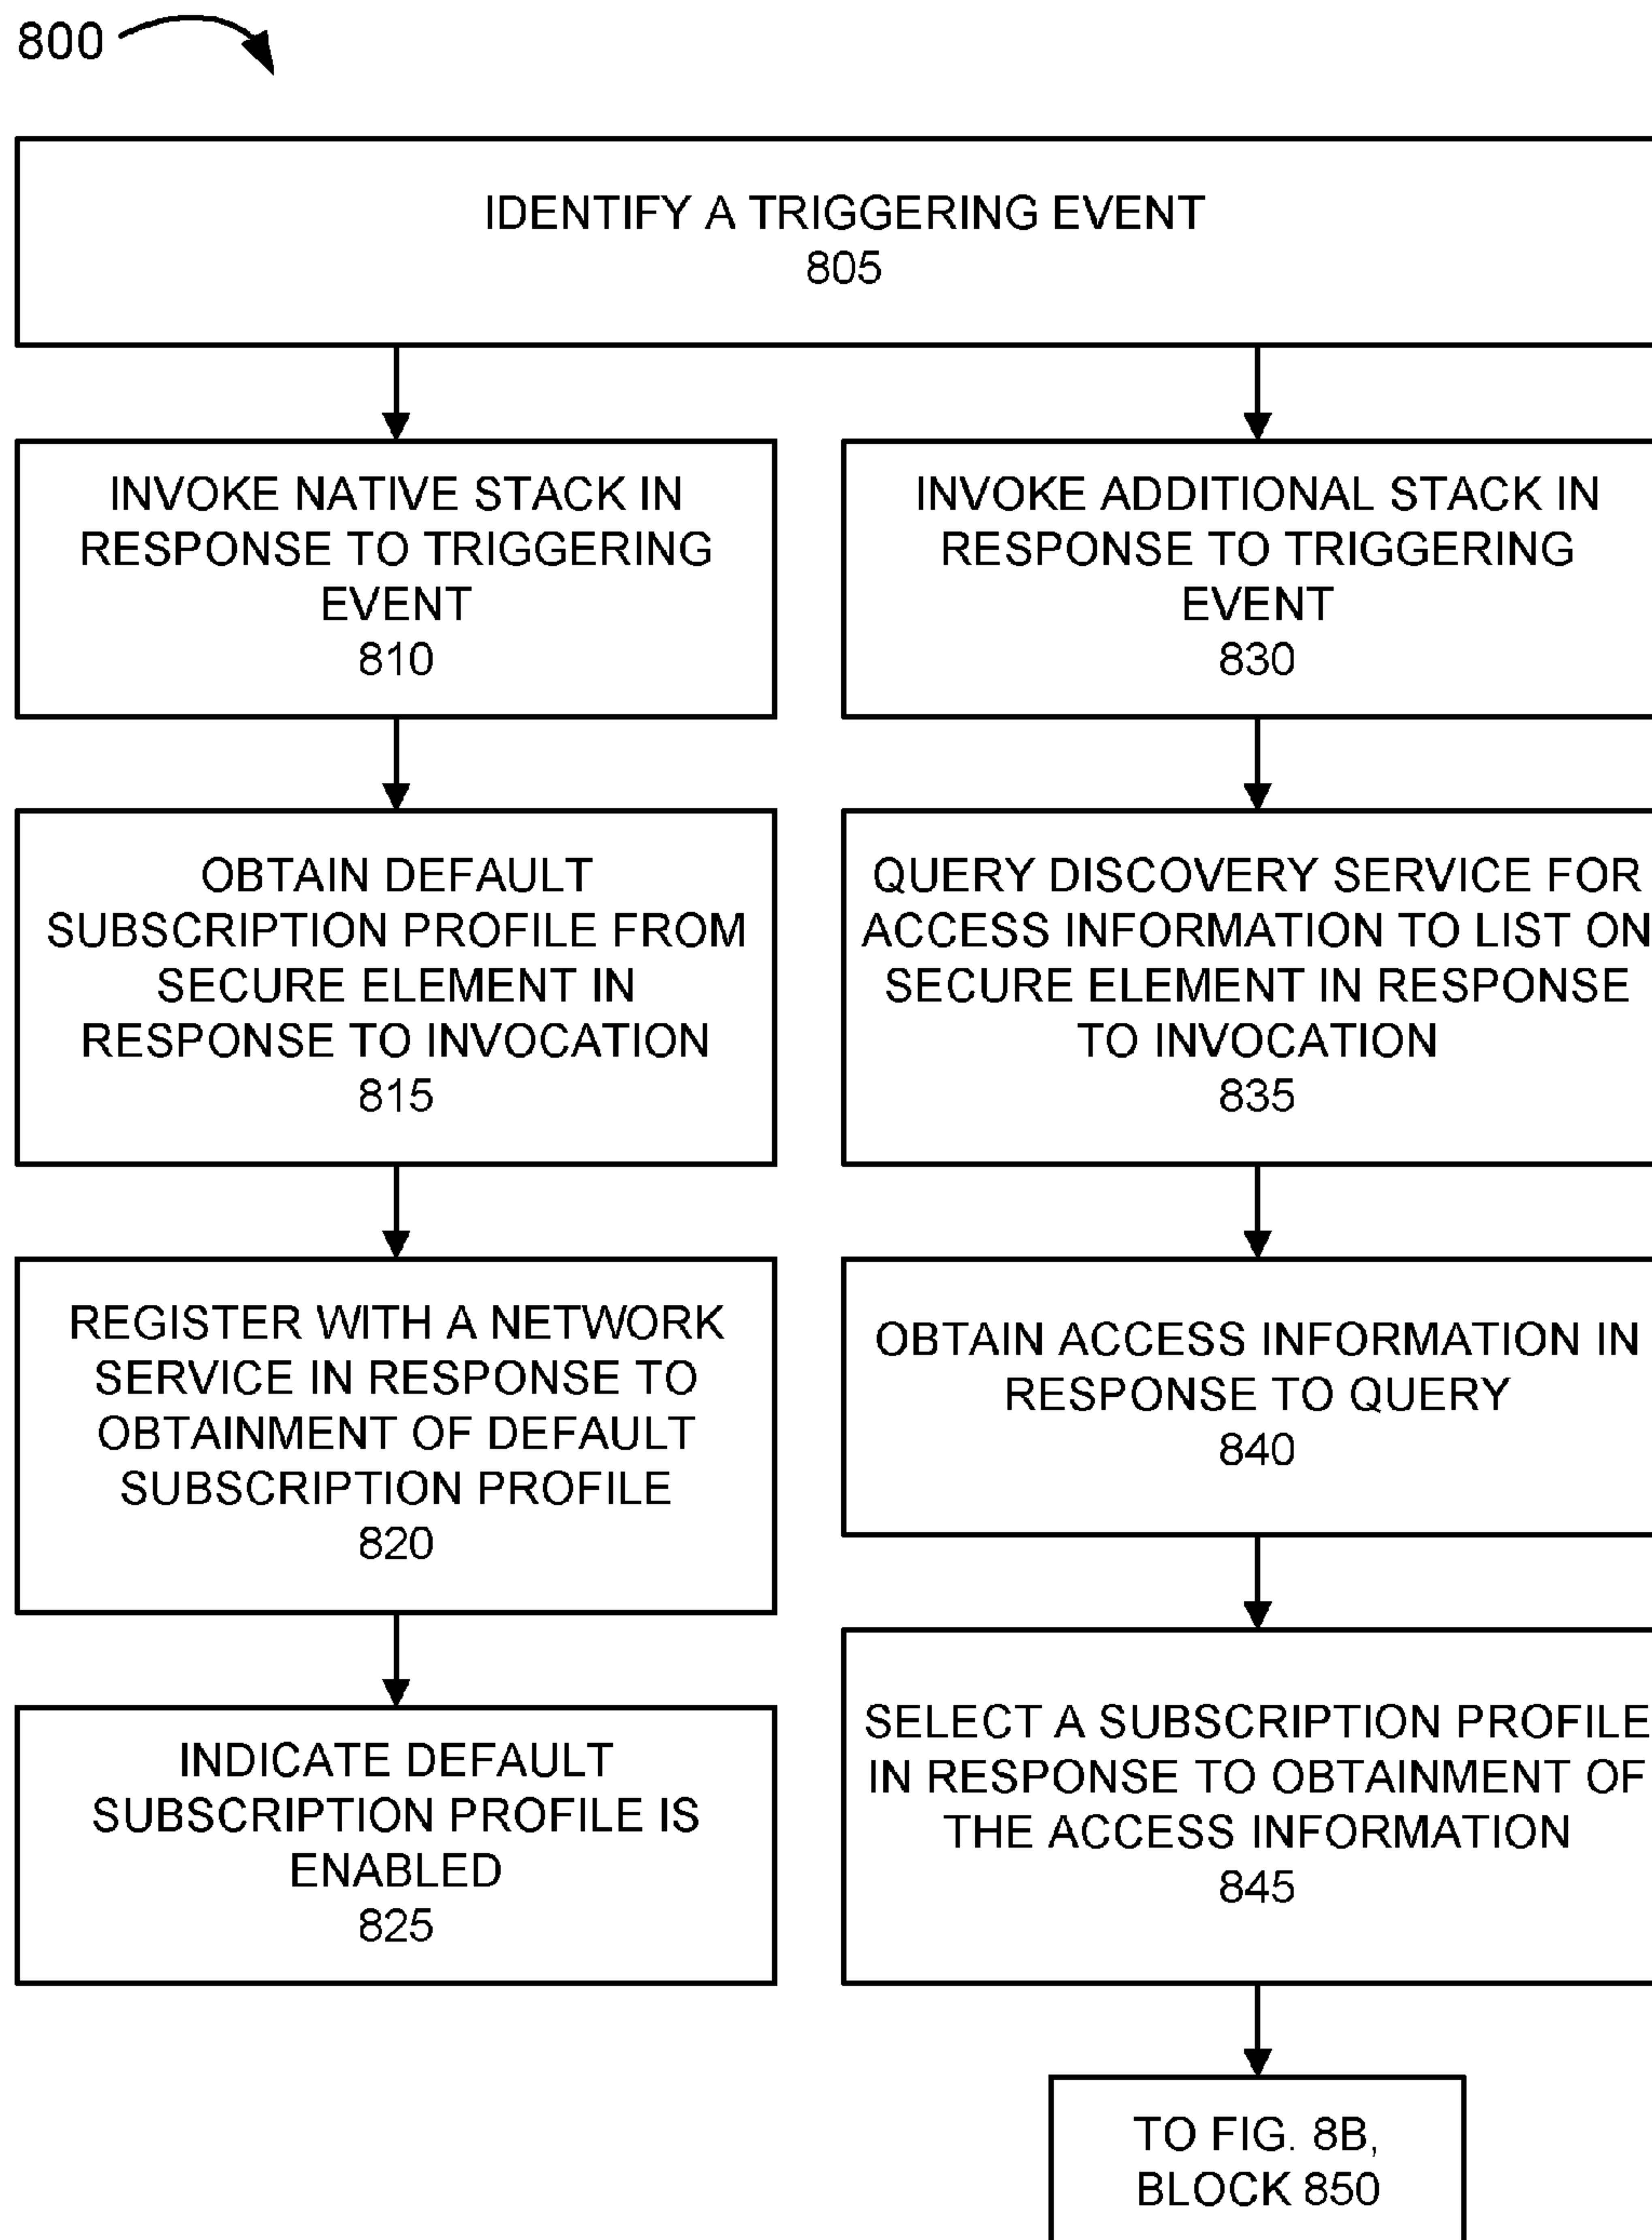 800
IDENTIFY A TRIGGERING EVENT
805
INVOKE NATIVE STACK IN
RESPONSE TO TRIGGERING
EVENT
810
OBTAIN DEFAULT
SUBSCRIPTION PROFILE FROM
SECURE ELEMENT IN
RESPONSE TO INVOCATION
815
REGISTER WITH A NETWORK
SERVICE IN RESPONSE TO
OBTAINMENT OF DEFAULT
SUBSCRIPTION PROFILE
820
INDICATE DEFAULT
SUBSCRIPTION PROFILE IS
ENABLED
825
INVOKE ADDITIONAL STACK IN
RESPONSE TO TRIGGERING
EVENT
830
QUERY DISCOVERY SERVICE FOR
ACCESS INFORMATION TO LIST ON
SECURE ELEMENT IN RESPONSE
TO INVOCATION
835
OBTAIN ACCESS INFORMATION IN
RESPONSE TO QUERY
840
SELECT A SUBSCRIPTION PROFILE
IN RESPONSE TO OBTAINMENT OF
THE ACCESS INFORMATION
845
TO FIG. 8B,
BLOCK 850